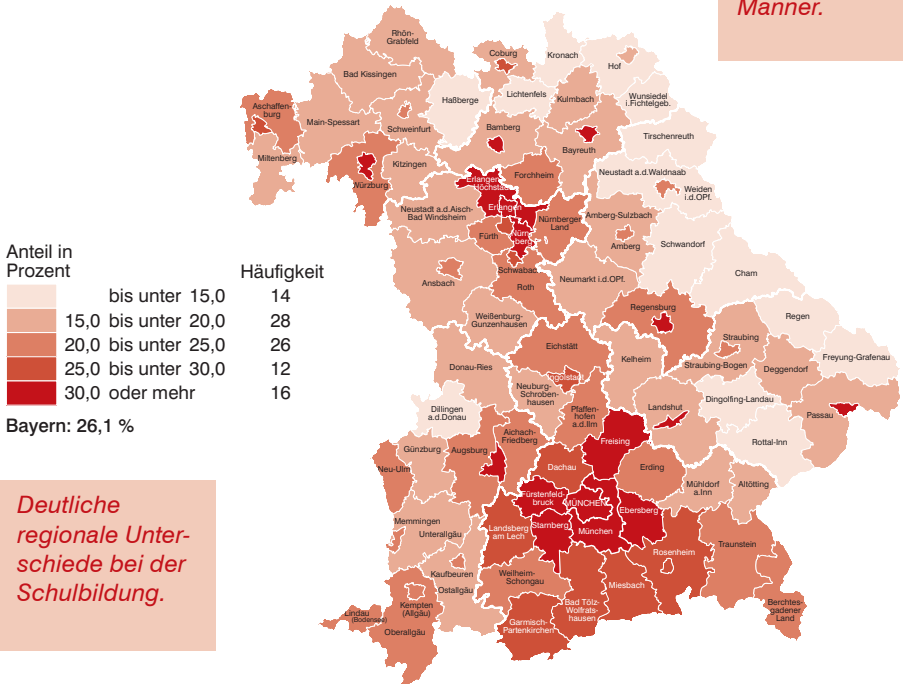 Männer.
Rhön-
Grabfeld
Coburg
Kronach
Hof
Bad Kissingen
Lichtenfels
Kulmbach
Wunsiedel
i.Fichtelgeb.
Haßberge
Aschaffen-
burg
Main-Spessart
Schweinfurt
Bamberg
Bayreuth
Tirschenreuth
Miltenberg
Würzburg
Kitzingen
Erlangen-
Höchstadt
Forchheim
Neustadt a.d.Waldnaab
Weiden
i.d.OPf.
Neustadt a.d.Aisch-
Bad Windsheim
Erlangen
Fürth
Nürn-
berg
Nürnberger
Land
Amberg-Sulzbach
Amberg
Schwandorf
Ansbach
Schwabac.
Roth
Neumarkt i.d.OPf.
Cham
Anteil in
Prozent
Häufigkeit
bis unter 15,0 14
15,0 bis unter 20,0 28
20,0 bis unter 25,0 26
25,0 bis unter 30,0 12
30,0 oder mehr 16
Bayern: 26,1 %
Weißenburg-
Gunzenhausen
Regensburg
Regen
Straubing
Straubing-Bogen
Freyung-Grafenau
Deggendorf
Eichstätt
Kelheim
Donau-Ries
Ingolstadt
Neuburg-
Schroben-
hausen
Pfaffen-
hofen
a.d.Ilm
Landshut
Dingolfing-Landau
Passau
Dillingen
a.d.Donau
Aichach-
Friedberg
Freising
Rottal-Inn
Günzburg
Augsburg
Neu-Ulm
Dachau
Erding
Mühldorf
a.Inn
Altötting
Fürstenfeld-
bruck
MÜNCHEN
Ebersberg
Starnberg
München
Landsberg
am Lech
Memmingen
Unterallgäu
Rosenheim
Traunstein
Kaufbeuren
Ostallgäu
Weilheim-
Schongau
Miesbach
Bad Tölz-
Wolfrats-
hausen
Kempten
(Allgäu)
Lindau
(Bodensee)
Oberallgäu
Garmisch-
Partenkirchen
Berchtes-
gadener
Land
Deutliche
regionale Unter-
schiede bei der
Schulbildung.